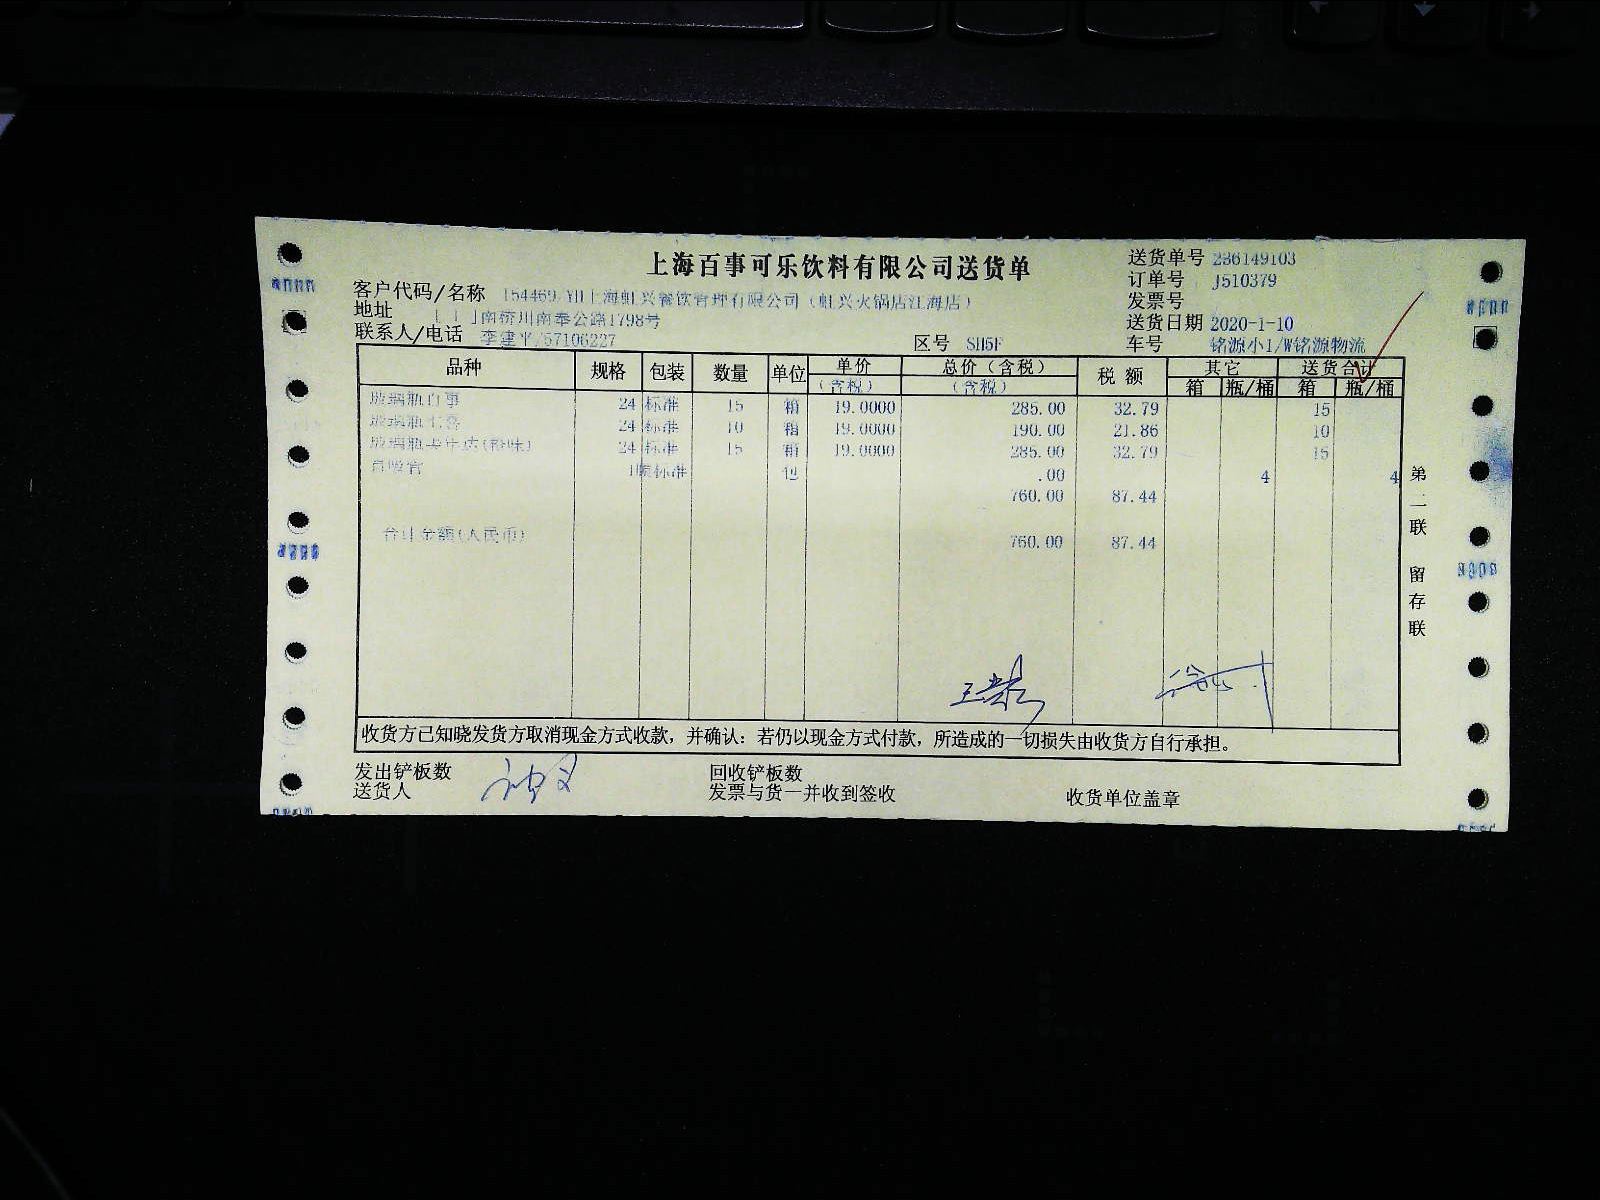 上海百事可乐饮料有限公司送货单
送货单号 236149103
订单号 J510379
发票号
送货日期 2020-1-10
车号 铭源小1/W铭源物流
客户代码/名称 154469/YH上海虹兴餐饮管理有限公司（虹兴火锅店江海店）
地址 南桥川南奉公路1798号
联系人/电话 李建平/57106227
区号 SH5F
品种 规格 包装 数量 单位 单价（含税） 总价（含税） 税 额 其它 箱 瓶/桶 送货合计 箱 瓶/桶
玻璃瓶百事 24 标准 15 箱 19.0000 285.00 32.79 15
玻璃瓶七喜 24 标准 10 箱 19.0000 190.00 21.86 10
玻璃瓶美年达(橙味) 24 标准 15 箱 19.0000 285.00 32.79 15
标准 .00 4 4
760.00 87.44
合计金额(人民币) 760.00 87.44
第二联 留存联
收货方已知晓发货方取消现金方式收款，并确认：若仍以现金方式付款，所造成的一切损失由收货方自行承担。
发出铲板数
回收铲板数
送货人
发票与货一并收到签收
收货单位盖章